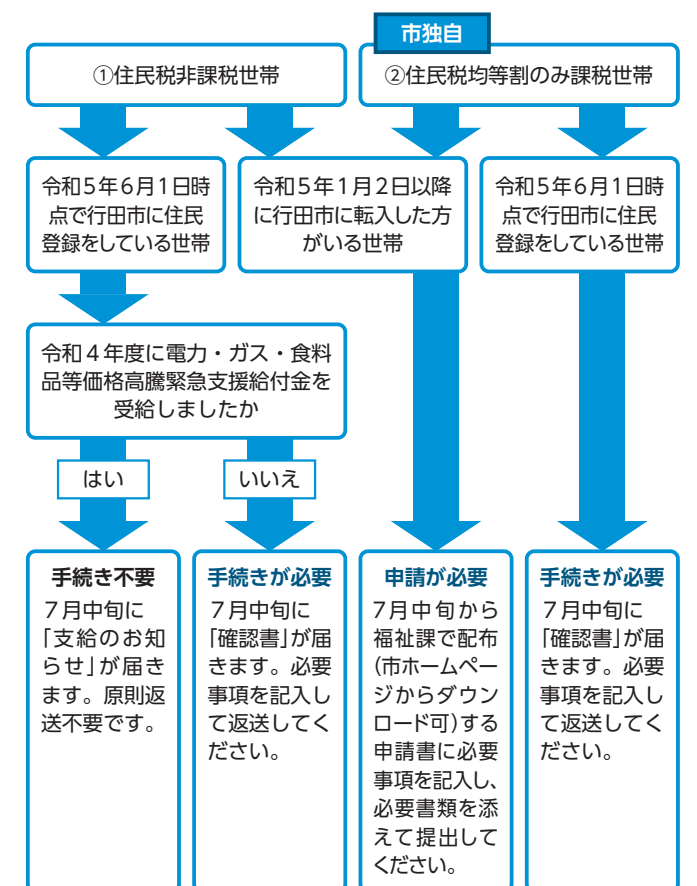 市独自
①住民税非課税世帯
②住民税均等割のみ課税世帯
令和5年6月1日時
点で行田市に住民
登録をしている世帯
令和5年1月2日以降
に行田市に転入した方
がいる世帯
令和5年6月1日時
点で行田市に住民
登録をしている世帯
令和4年度に電力・ガス・食料
品等価格高騰緊急支援給付金を
受給しましたか
はい
いいえ
手続き不要
7月中旬に
「支給のお知
らせ」が届き
ます。原則返
送不要です。
手続きが必要
7月中旬に
「確認書」が届
きます。必要
事項を記入し
て返送してく
ださい。
申請が必要
7月中旬から
福祉課で配布
(市ホームペー
ジからダウン
ロード可)する
申請書に必要
事項を記入し、
必要書類を添
えて提出して
ください。
手続きが必要
7月中旬に
「確認書」が届
きます。必要
事項を記入し
て返送してく
ださい。